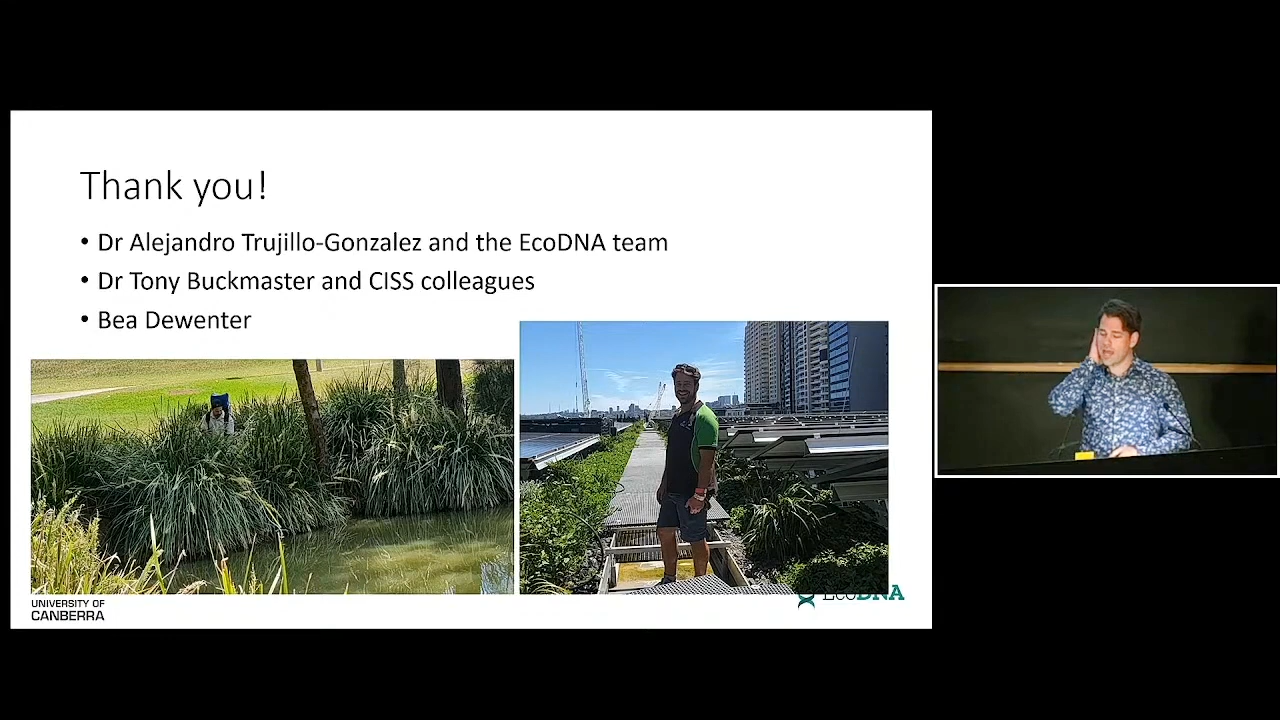 Thank you!
• Dr Alejandro Trujillo-Gonzalez and the EcoDNA team
• Dr Tony Buckmaster and CISS colleagues
• Bea Dewenter
UNIVERSITY OF
CANBERRA
EcoDNA